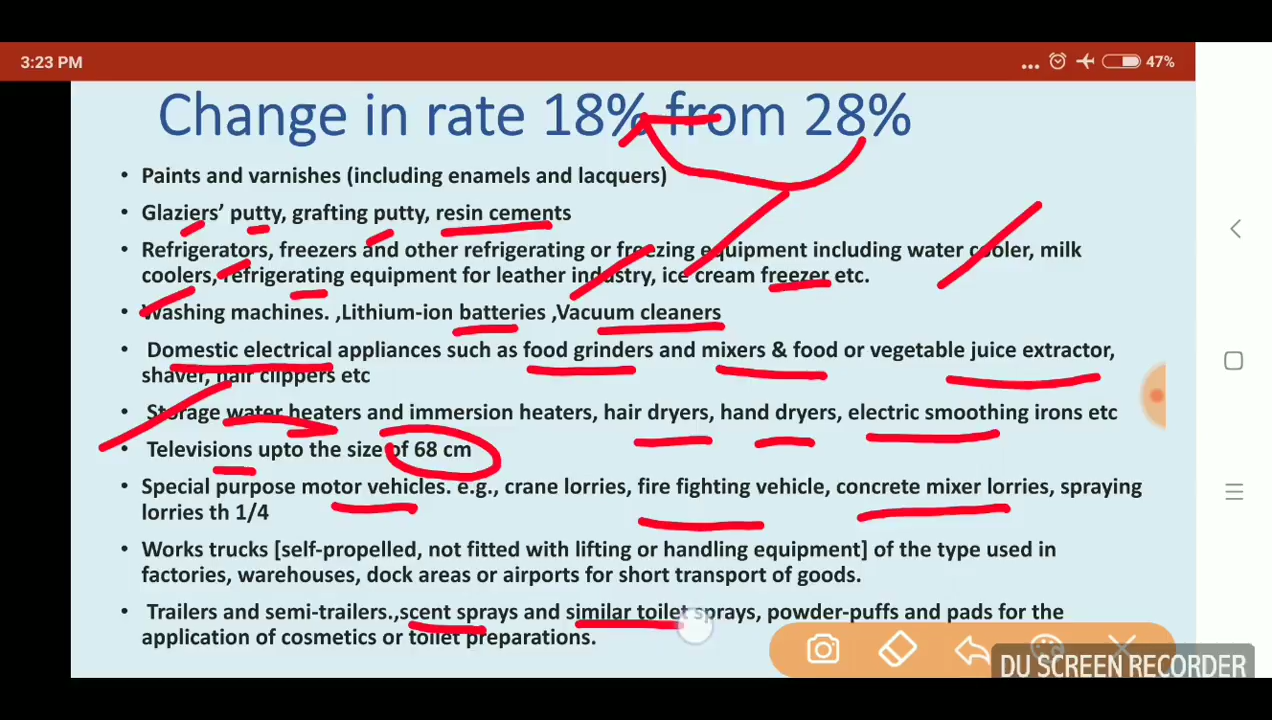 3:23 PM
47%
Change in rate 18% from 28%
• Paints and varnishes (including enamels and lacquers)
• Glaziers' putty, grafting putty, resin cements
• Refrigerators, freezers and other refrigerating or freezing equipment including water cooler, milk
coolers, refrigerating equipment for leather industry, ice cream freezer etc.
• Washing machines. ,Lithium-ion batteries ,Vacuum cleaners
• Domestic electrical appliances such as food grinders and mixers & food or vegetable juice extractor,
shaver, hair clippers etc
• Storage water heaters and immersion heaters, hair dryers, hand dryers, electric smoothing irons etc
• Televisions upto the size of 68 cm
• Special purpose motor vehicles. e.g., crane lorries, fire fighting vehicle, concrete mixer lorries, spraying
lorries th 1/4
• Works trucks [self-propelled, not fitted with lifting or handling equipment] of the type used in
factories, warehouses, dock areas or airports for short transport of goods.
• Trailers and semi-trailers.,scent sprays and similar toilet sprays, powder-puffs and pads for the
application of cosmetics or toilet preparations.
DU SCREEN RECORDER